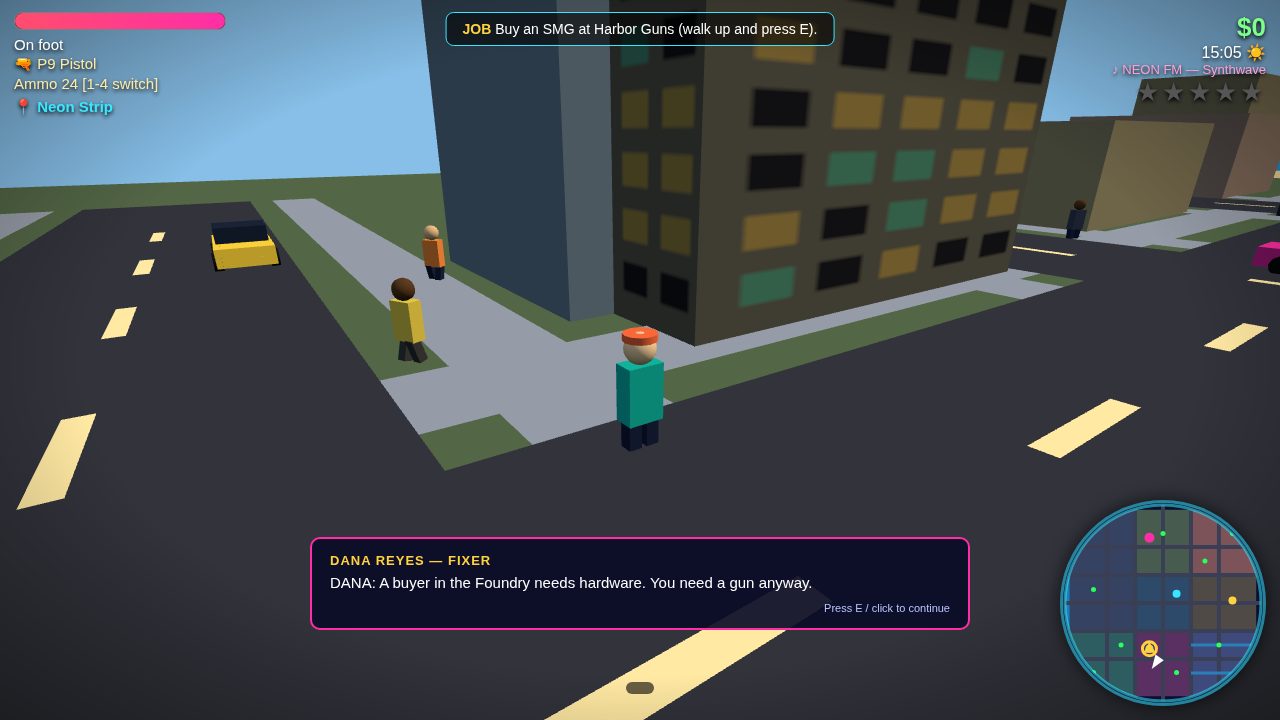 On foot
P9 Pistol
Ammo 24 [1-4 switch]
Neon Strip
JOB Buy an SMG at Harbor Guns (walk up and press E).
$0
15:05
♪ NEON FM — Synthwave
DANA REYES — FIXER
DANA: A buyer in the Foundry needs hardware. You need a gun anyway.
Press E / click to continue